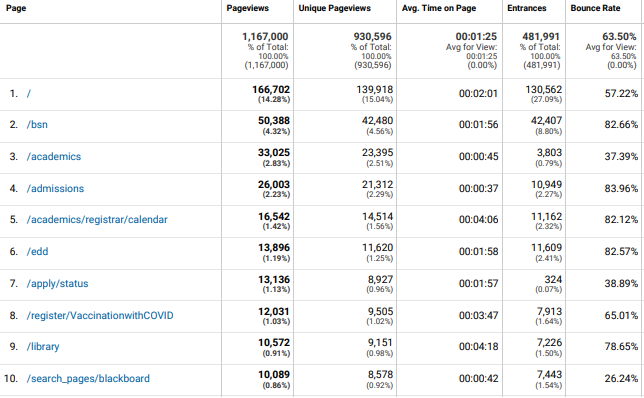 Page Pageviews Unique Pageviews Avg. Time on Page Entrances Bounce Rate
1,167,000 930,596 00:01:25 481,991 63.50%
% of Total: % of Total: Avg for View: % of Total: Avg for View:
100.00% 100.00% 00:01:25 100.00% 63.50%
(1,167,000) (930,596) (0.00%) (481,991) (0.00%)
1. / 166,702 139,918 00:02:01 130,562 57.22%
(14.28%) (15.04%) (27.09%)
2. /bsn 50,388 42,480 00:01:56 42,407 82.66%
(4.32%) (4.56%) (8.80%)
3. /academics 33,025 23,395 00:00:45 3,803 37.39%
(2.83%) (2.51%) (0.79%)
4. /admissions 26,003 21,312 00:00:37 10,949 83.96%
(2.23%) (2.29%) (2.27%)
5. /academics/registrar/calendar 16,542 14,514 00:04:06 11,162 82.12%
(1.42%) (1.56%) (2.32%)
6. /edd 13,896 11,620 00:01:58 11,609 82.57%
(1.19%) (1.25%) (2.41%)
7. /apply/status 13,136 8,927 00:01:57 324 38.89%
(1.13%) (0.96%) (0.07%)
8. /register/VaccinationwithCOVID 12,031 9,505 00:03:47 7,913 65.01%
(1.03%) (1.02%) (1.64%)
9. /library 10,572 9,151 00:04:18 7,226 78.65%
(0.91%) (0.98%) (1.50%)
10. /search_pages/blackboard 10,089 8,578 00:00:42 7,443 26.24%
(0.86%) (0.92%) (1.54%)